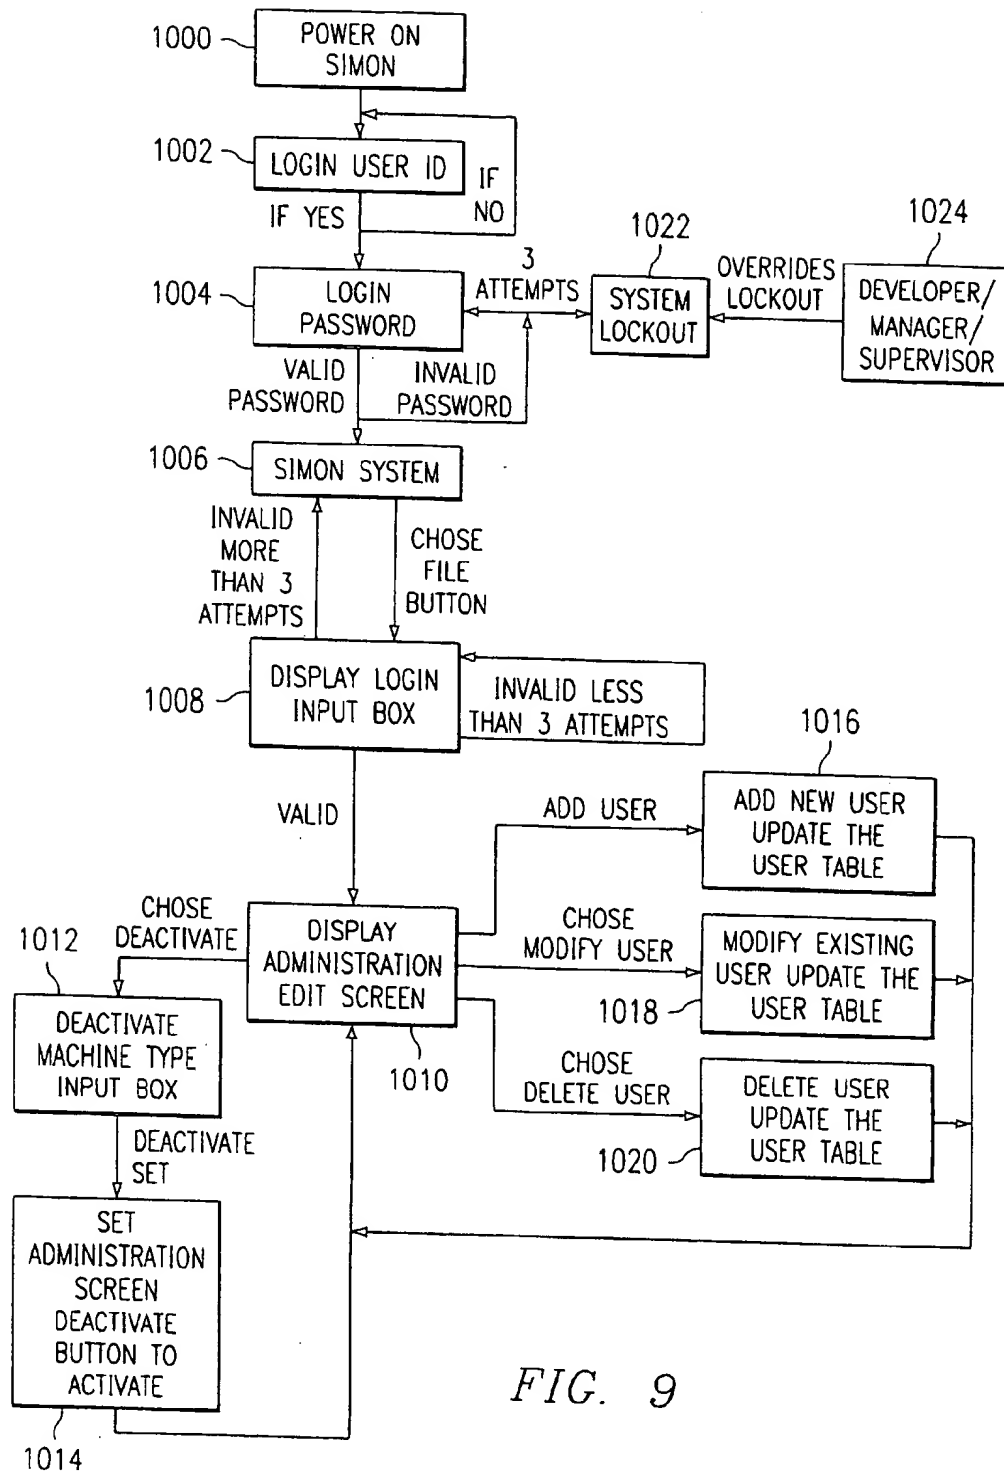 1000
POWER ON
SIMON
1002
LOGIN USER ID
IF
NO
IF YES
1004
LOGIN
PASSWORD
3
ATTEMPTS
1022
SYSTEM
LOCKOUT
OVERRIDES
LOCKOUT
1024
DEVELOPER/
MANAGER/
SUPERVISOR
VALID
PASSWORD
INVALID
PASSWORD
1006
SIMON SYSTEM
INVALID
MORE
THAN 3
ATTEMPTS
CHOSE
FILE
BUTTON
1008
DISPLAY LOGIN
INPUT BOX
INVALID LESS
THAN 3 ATTEMPTS
VALID
ADD USER
1016
ADD NEW USER
UPDATE THE
USER TABLE
CHOSE
DEACTIVATE
DISPLAY
ADMINISTRATION
EDIT SCREEN
1010
CHOSE
MODIFY USER
1018
MODIFY EXISTING
USER UPDATE THE
USER TABLE
1012
DEACTIVATE
MACHINE TYPE
INPUT BOX
CHOSE
DELETE USER
1020
DELETE USER
UPDATE THE
USER TABLE
DEACTIVATE
SET
SET
ADMINISTRATION
SCREEN
DEACTIVATE
BUTTON TO
ACTIVATE
1014
FIG. 9